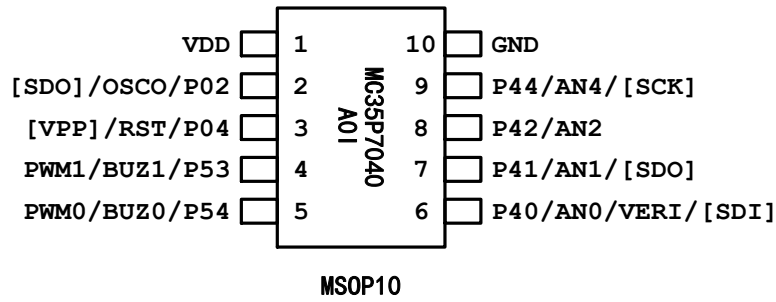 VDD 1 10 GND
[SDO]/OSCO/P02 2 9 P44/AN4/[SCK]
[VPP]/RST/P04 3 8 P42/AN2
PWM1/BUZ1/P53 4 7 P41/AN1/[SDO]
PWM0/BUZ0/P54 5 6 P40/AN0/VERI/[SDI]
MC35P7040
A0I
MSOP10